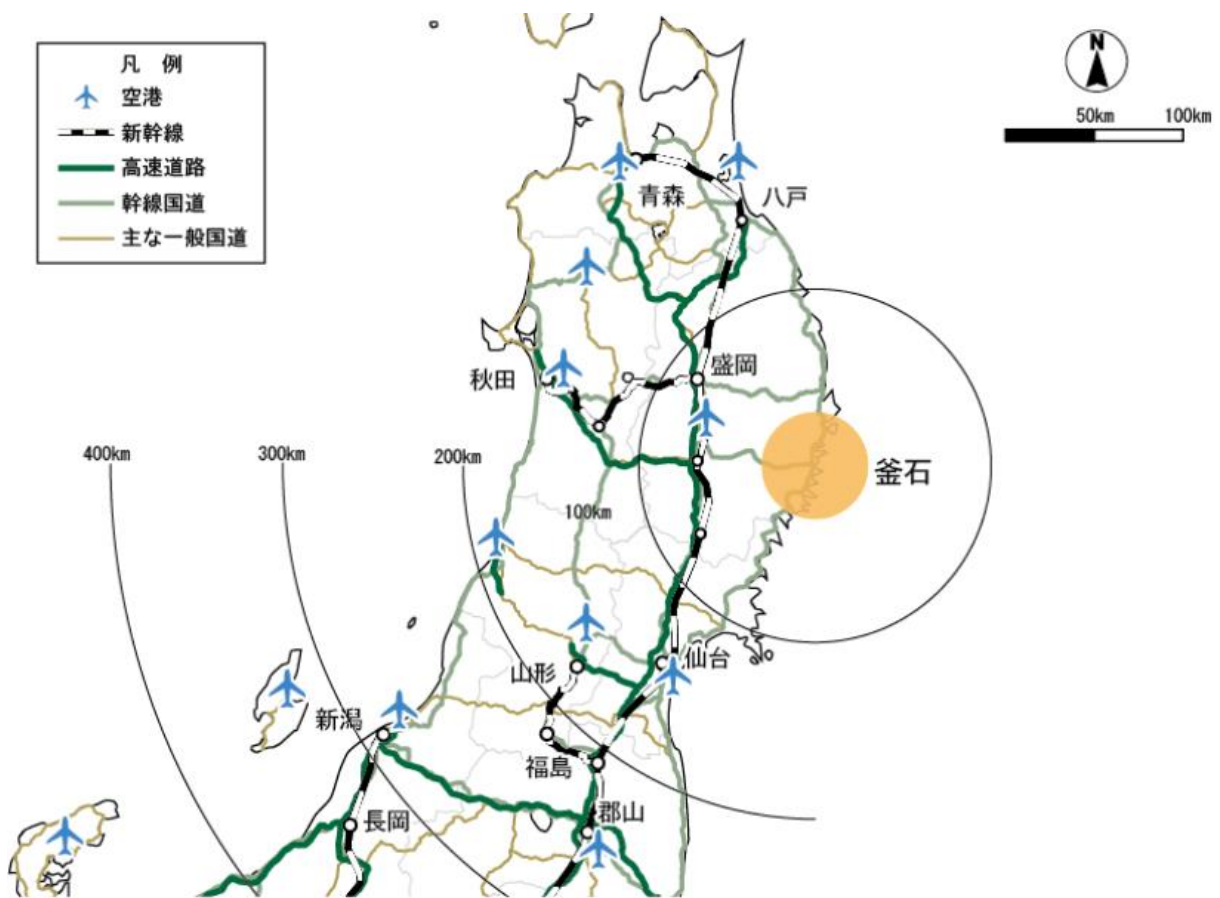 凡 例
空港
新幹線
高速道路
幹線国道
主な一般国道
N
50km 100km
青森
八戸
盛岡
秋田
400km
300km
200km
釜石
100km
仙台
山形
新潟
福島
郡山
長岡